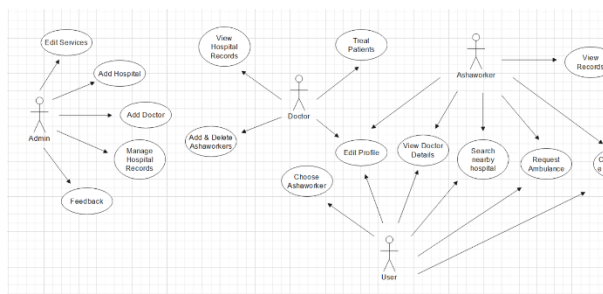 Edit Services
Add Hospital
Add Doctor
Admin
Manage
Hospital
Records
Feedback
View
Hospital
Records
Treat
Patients
Doctor
Add & Delete
Ashaworkers
Edit Profile
Ashaworker
View
Records
View Doctor
Details
Search
nearby
hospital
Request
Ambulance
Choose
Ashaworker
User